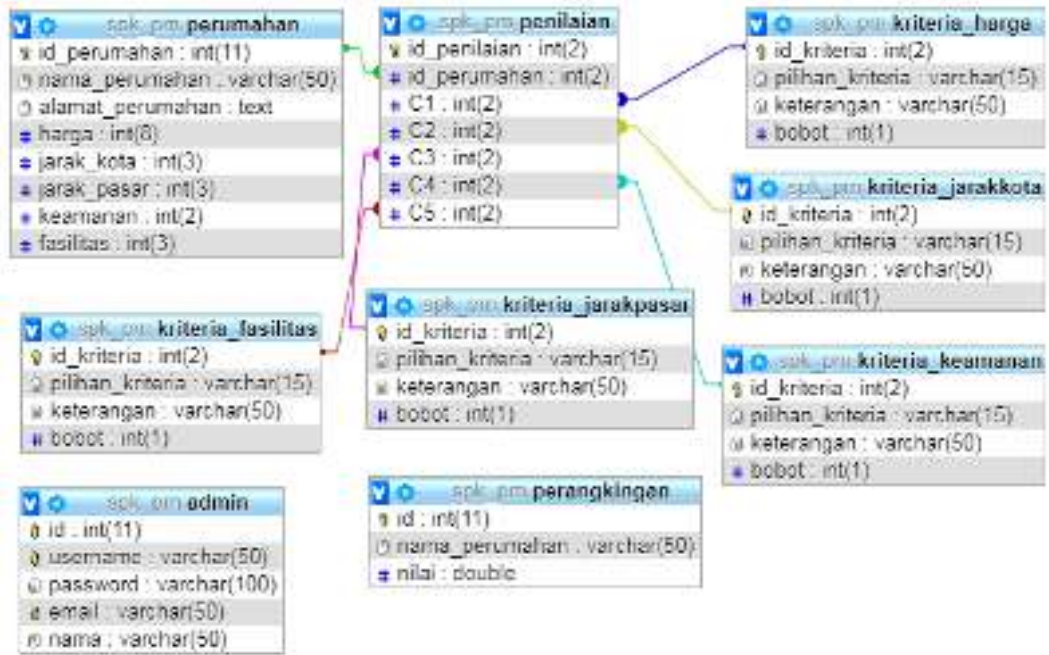 spk_pm perumahan
id_perumahan : int(11)
nama_perumahan : varchar(50)
alamat_perumahan : text
harga : int(8)
jarak_kota : int(3)
jarak_pasar : int(3)
keamanan : int(2)
fasilitas : int(3)
spk_pm penilaian
id_penilaian : int(2)
id_perumahan : int(2)
C1 : int(2)
C2 : int(2)
C3 : int(2)
C4 : int(2)
C5 : int(2)
spk_pm kriteria_harga
id_kriteria : int(2)
pilihan_kriteria : varchar(15)
keterangan : varchar(50)
bobot : int(1)
spk_pm kriteria_jarakkota
id_kriteria : int(2)
pilihan_kriteria : varchar(15)
keterangan : varchar(50)
bobot : int(1)
spk_pm kriteria_fasilitas
id_kriteria : int(2)
pilihan_kriteria : varchar(15)
keterangan : varchar(50)
bobot : int(1)
spk_pm kriteria_jarakpasar
id_kriteria : int(2)
pilihan_kriteria : varchar(15)
keterangan : varchar(50)
bobot : int(1)
spk_pm kriteria_keamanan
id_kriteria : int(2)
pilihan_kriteria : varchar(15)
keterangan : varchar(50)
bobot : int(1)
spk_pm admin
id : int(11)
username : varchar(50)
password : varchar(100)
email : varchar(50)
nama : varchar(50)
spk_pm perangkingan
id : int(11)
nama_perumahan : varchar(50)
nilai : double